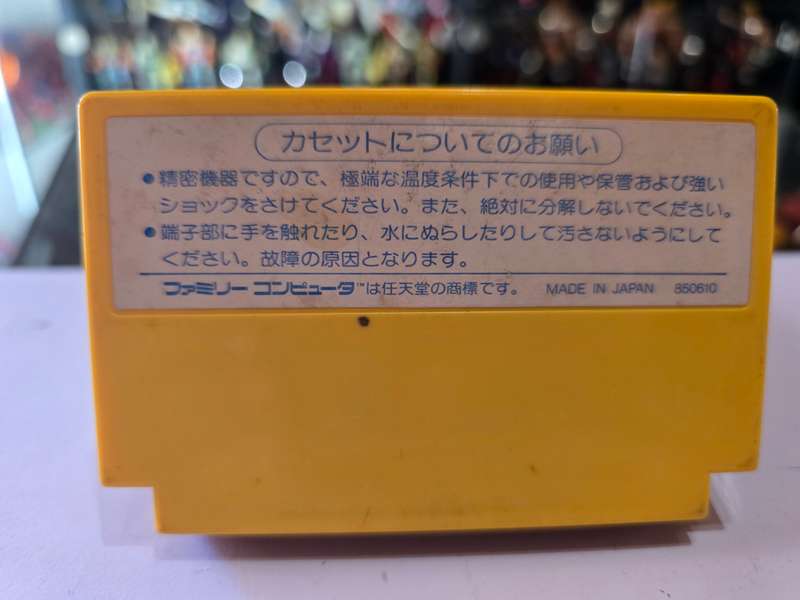 カセットについてのお願い
●精密機器ですので、極端な温度条件下での使用や保管および強い
ショックをさけてください。また、絶対に分解しないでください。
●端子部に手を触れたり、水にぬらしたりして汚さないようにして
ください。故障の原因となります。
ファミリー コンピュータ™は任天堂の商標です。 MADE IN JAPAN 850610